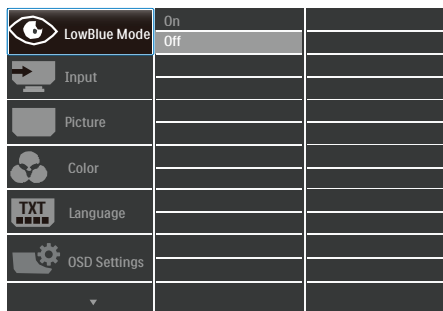 LowBlue Mode
On
Off
Input
Picture
Color
TXT
Language
OSD Settings